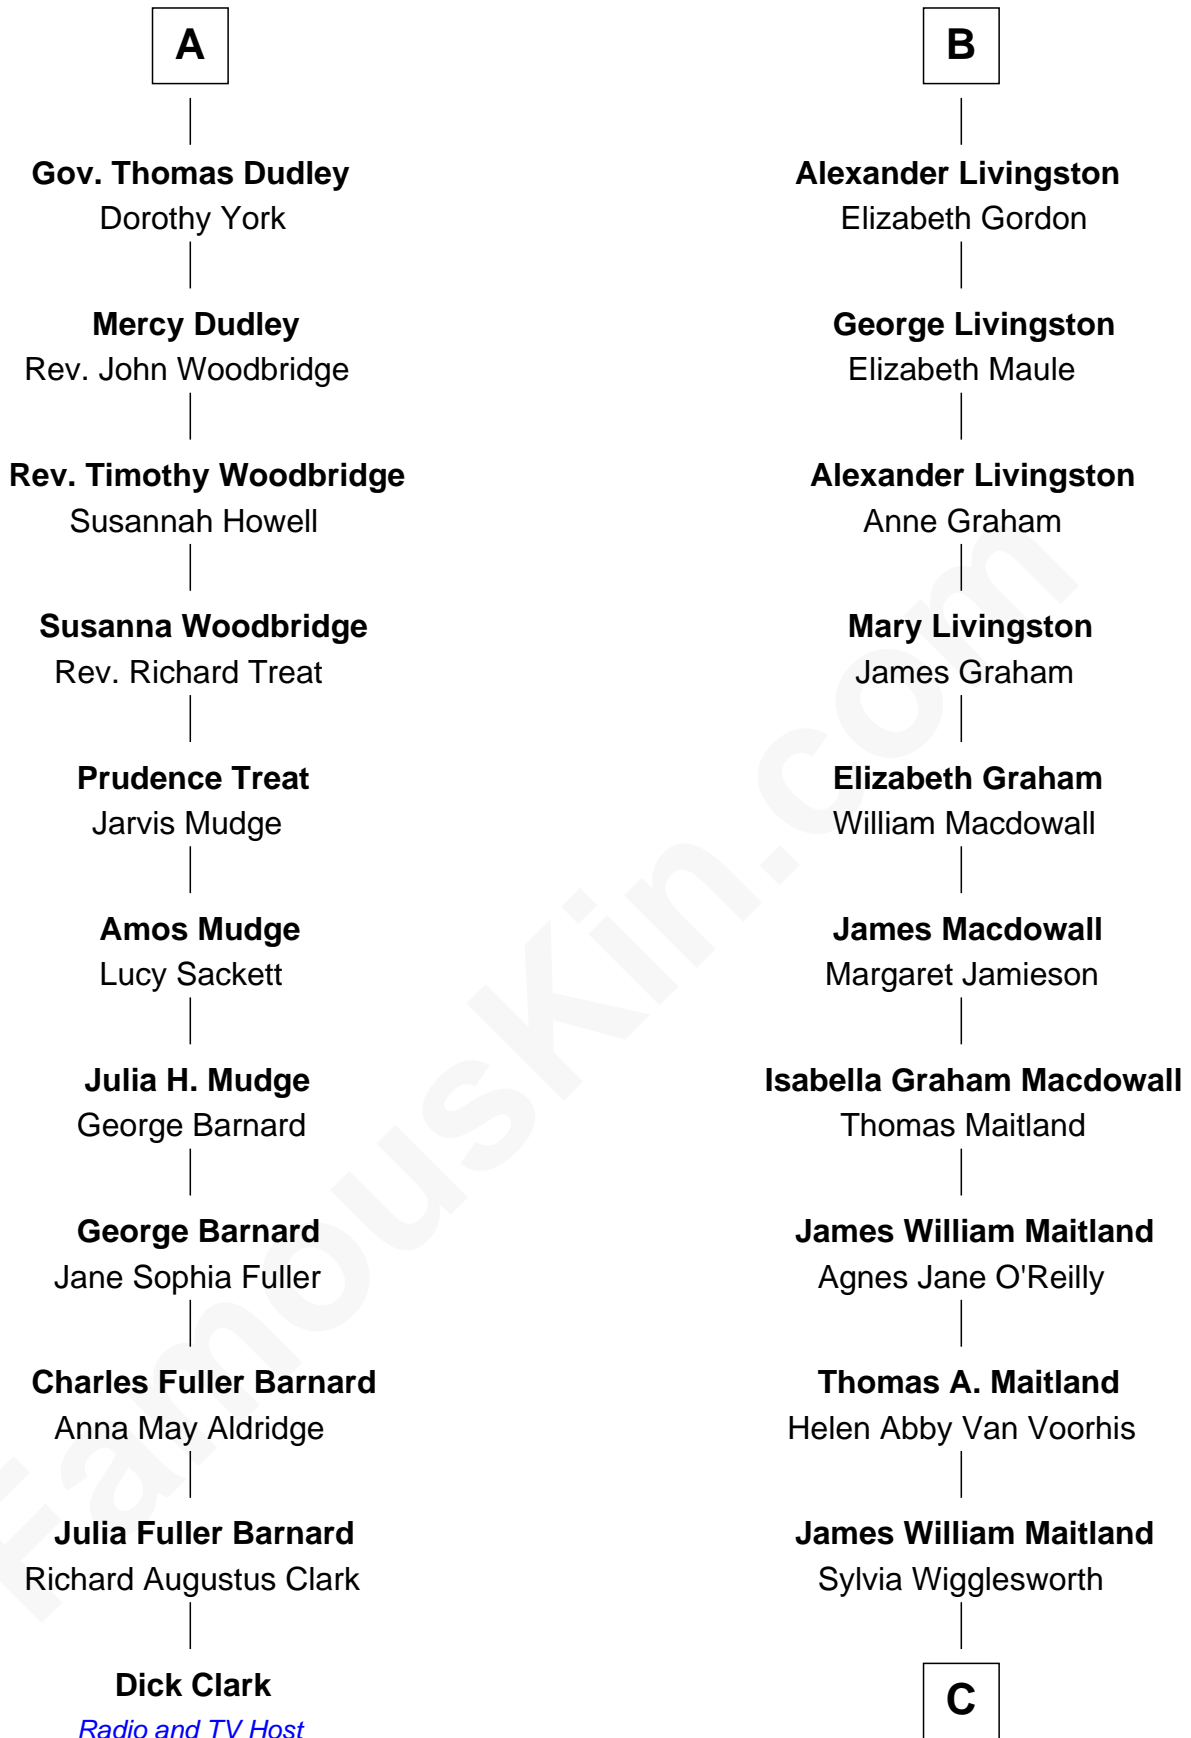 A
Gov. Thomas Dudley
Dorothy York
Mercy Dudley
Rev. John Woodbridge
Rev. Timothy Woodbridge
Susannah Howell
Susanna Woodbridge
Rev. Richard Treat
Prudence Treat
Jarvis Mudge
Amos Mudge
Lucy Sackett
Julia H. Mudge
George Barnard
George Barnard
Jane Sophia Fuller
Charles Fuller Barnard
Anna May Aldridge
Julia Fuller Barnard
Richard Augustus Clark
Dick Clark
Radio and TV Host
B
Alexander Livingston
Elizabeth Gordon
George Livingston
Elizabeth Maule
Alexander Livingston
Anne Graham
Mary Livingston
James Graham
Elizabeth Graham
William Macdowall
James Macdowall
Margaret Jamieson
Isabella Graham Macdowall
Thomas Maitland
James William Maitland
Agnes Jane O'Reilly
Thomas A. Maitland
Helen Abby Van Voorhis
James William Maitland
Sylvia Wigglesworth
C
FamousKin.com